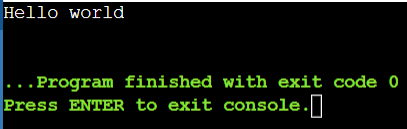 Hello world
...Program finished with exit code 0
Press ENTER to exit console.